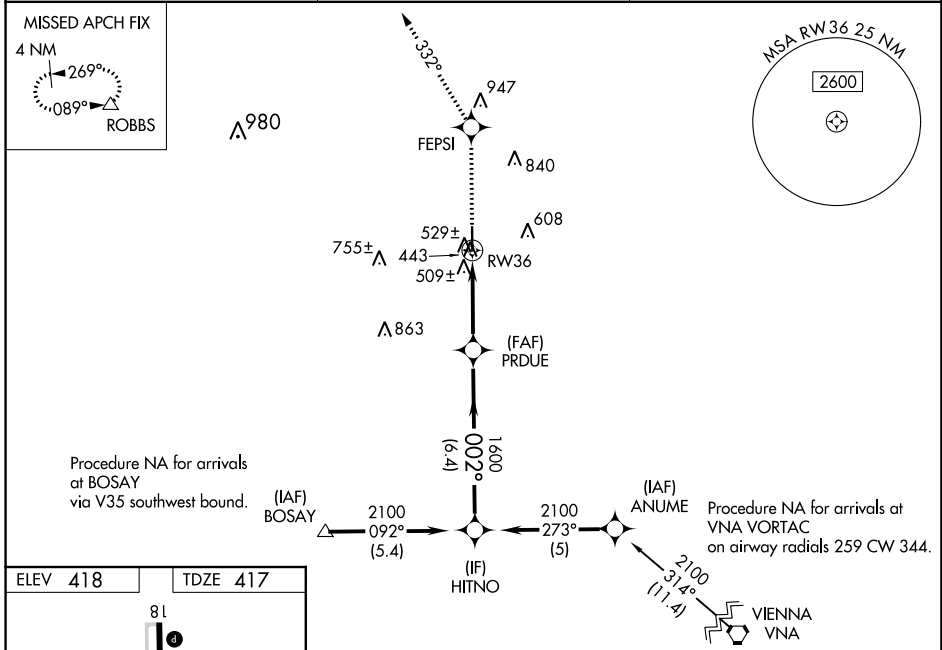 MISSED APCH FIX
4 NM
269°
089°
ROBBS
332°
947
FEPSI
980
840
MSA RW36 25 NM
2600
608
529±
755±
443
RW36
509±
863
(FAF)
PRDUE
1600
002°
(6.4)
Procedure NA for arrivals
at BOSAY
via V35 southwest bound.
(IAF)
BOSAY
2100
092°
(5.4)
(IF)
HITNO
2100
273°
(5)
(IAF)
ANUME
Procedure NA for arrivals at
VNA VORTAC
on airway radials 259 CW 344.
2100
314°
(11.4)
VIENNA
VNA
ELEV 418
TDZE 417
18
P